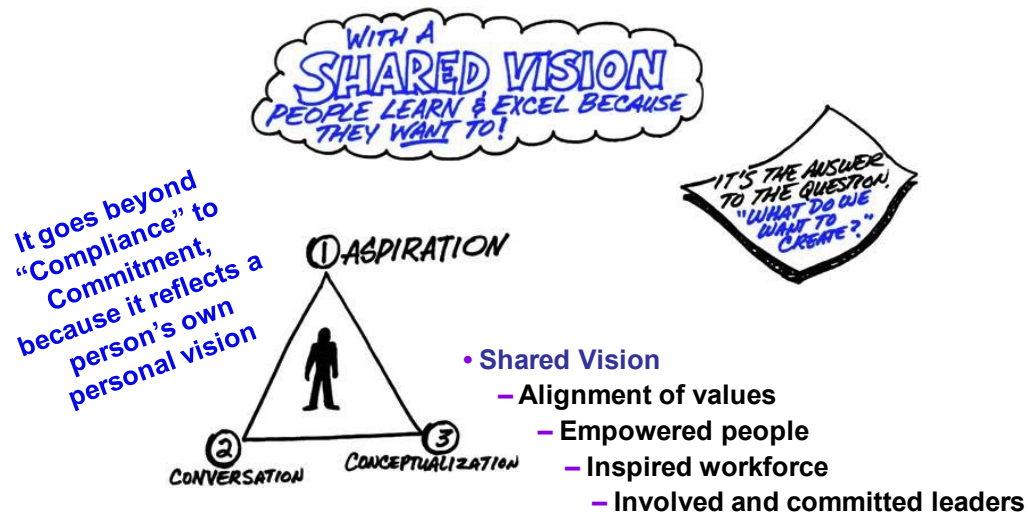 WITH A
SHARED VISION
PEOPLE LEARN & EXCEL BECAUSE
THEY WANT TO!
IT'S THE ANSWER
TO THE QUESTION,
"WHAT DO WE
WANT TO
CREATE?"
It goes beyond
“Compliance” to
Commitment,
because it reflects a
person’s own
personal vision
① ASPIRATION
②
CONVERSATION
③
CONCEPTUALIZATION
• Shared Vision
– Alignment of values
– Empowered people
– Inspired workforce
– Involved and committed leaders